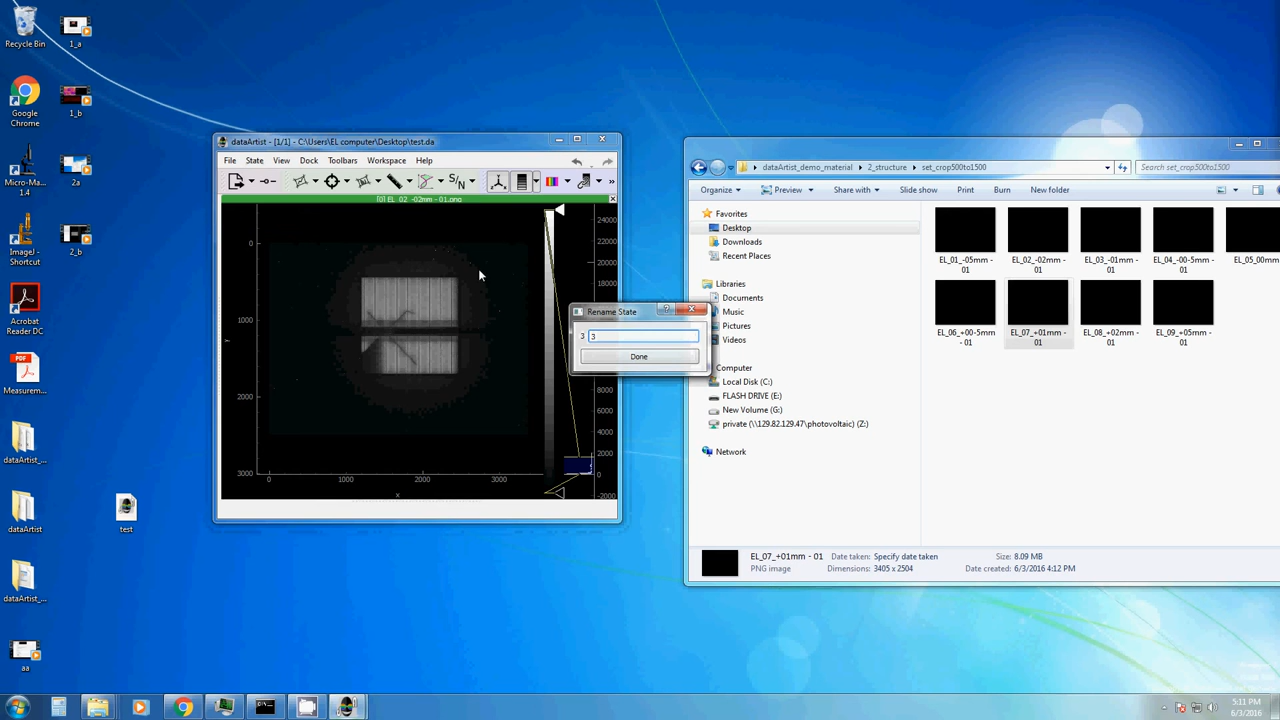 Recycle Bin
1_a
Google
Chrome
1_b
Micro-Ma...
1.4
2a
ImageJ -
Shortcut
2_b
Acrobat
Reader DC
Measurem...
dataArtist_...
dataArtist
test
dataArtist_...
aa
dataArtist - [1/1] - C:\Users\EL computer\Desktop\test.da
File State View Dock Toolbars Workspace Help
S/N
»
[0] EL_02_-02mm - 01.png
0
1000
2000
3000
0 1000 2000 3000
x
24000
22000
20000
18000
8000
6000
4000
2000
0
-2000
Rename State
3 3
Done
dataArtist_demo_material ▸ 2_structure ▸ set_crop500to1500
Search set_crop500to1500
Organize Preview Share with Slide show Print Burn New folder
Favorites
Desktop
Downloads
Recent Places
Libraries
Documents
Music
Pictures
Videos
Computer
Local Disk (C:)
FLASH DRIVE (E:)
New Volume (G:)
private (\\129.82.129.47\photovoltaic) (Z:)
Network
EL_01_-05mm -
01
EL_02_-02mm -
01
EL_03_-01mm -
01
EL_04_-00-5mm
- 01
EL_05_00mm
EL_06_+00-5mm
- 01
EL_07_+01mm -
01
EL_08_+02mm -
01
EL_09_+05mm -
01
EL_07_+01mm - 01 Date taken: Specify date taken Size: 8.09 MB
PNG image Dimensions: 3405 x 2504 Date created: 6/3/2016 4:12 PM
5:11 PM
6/3/2016